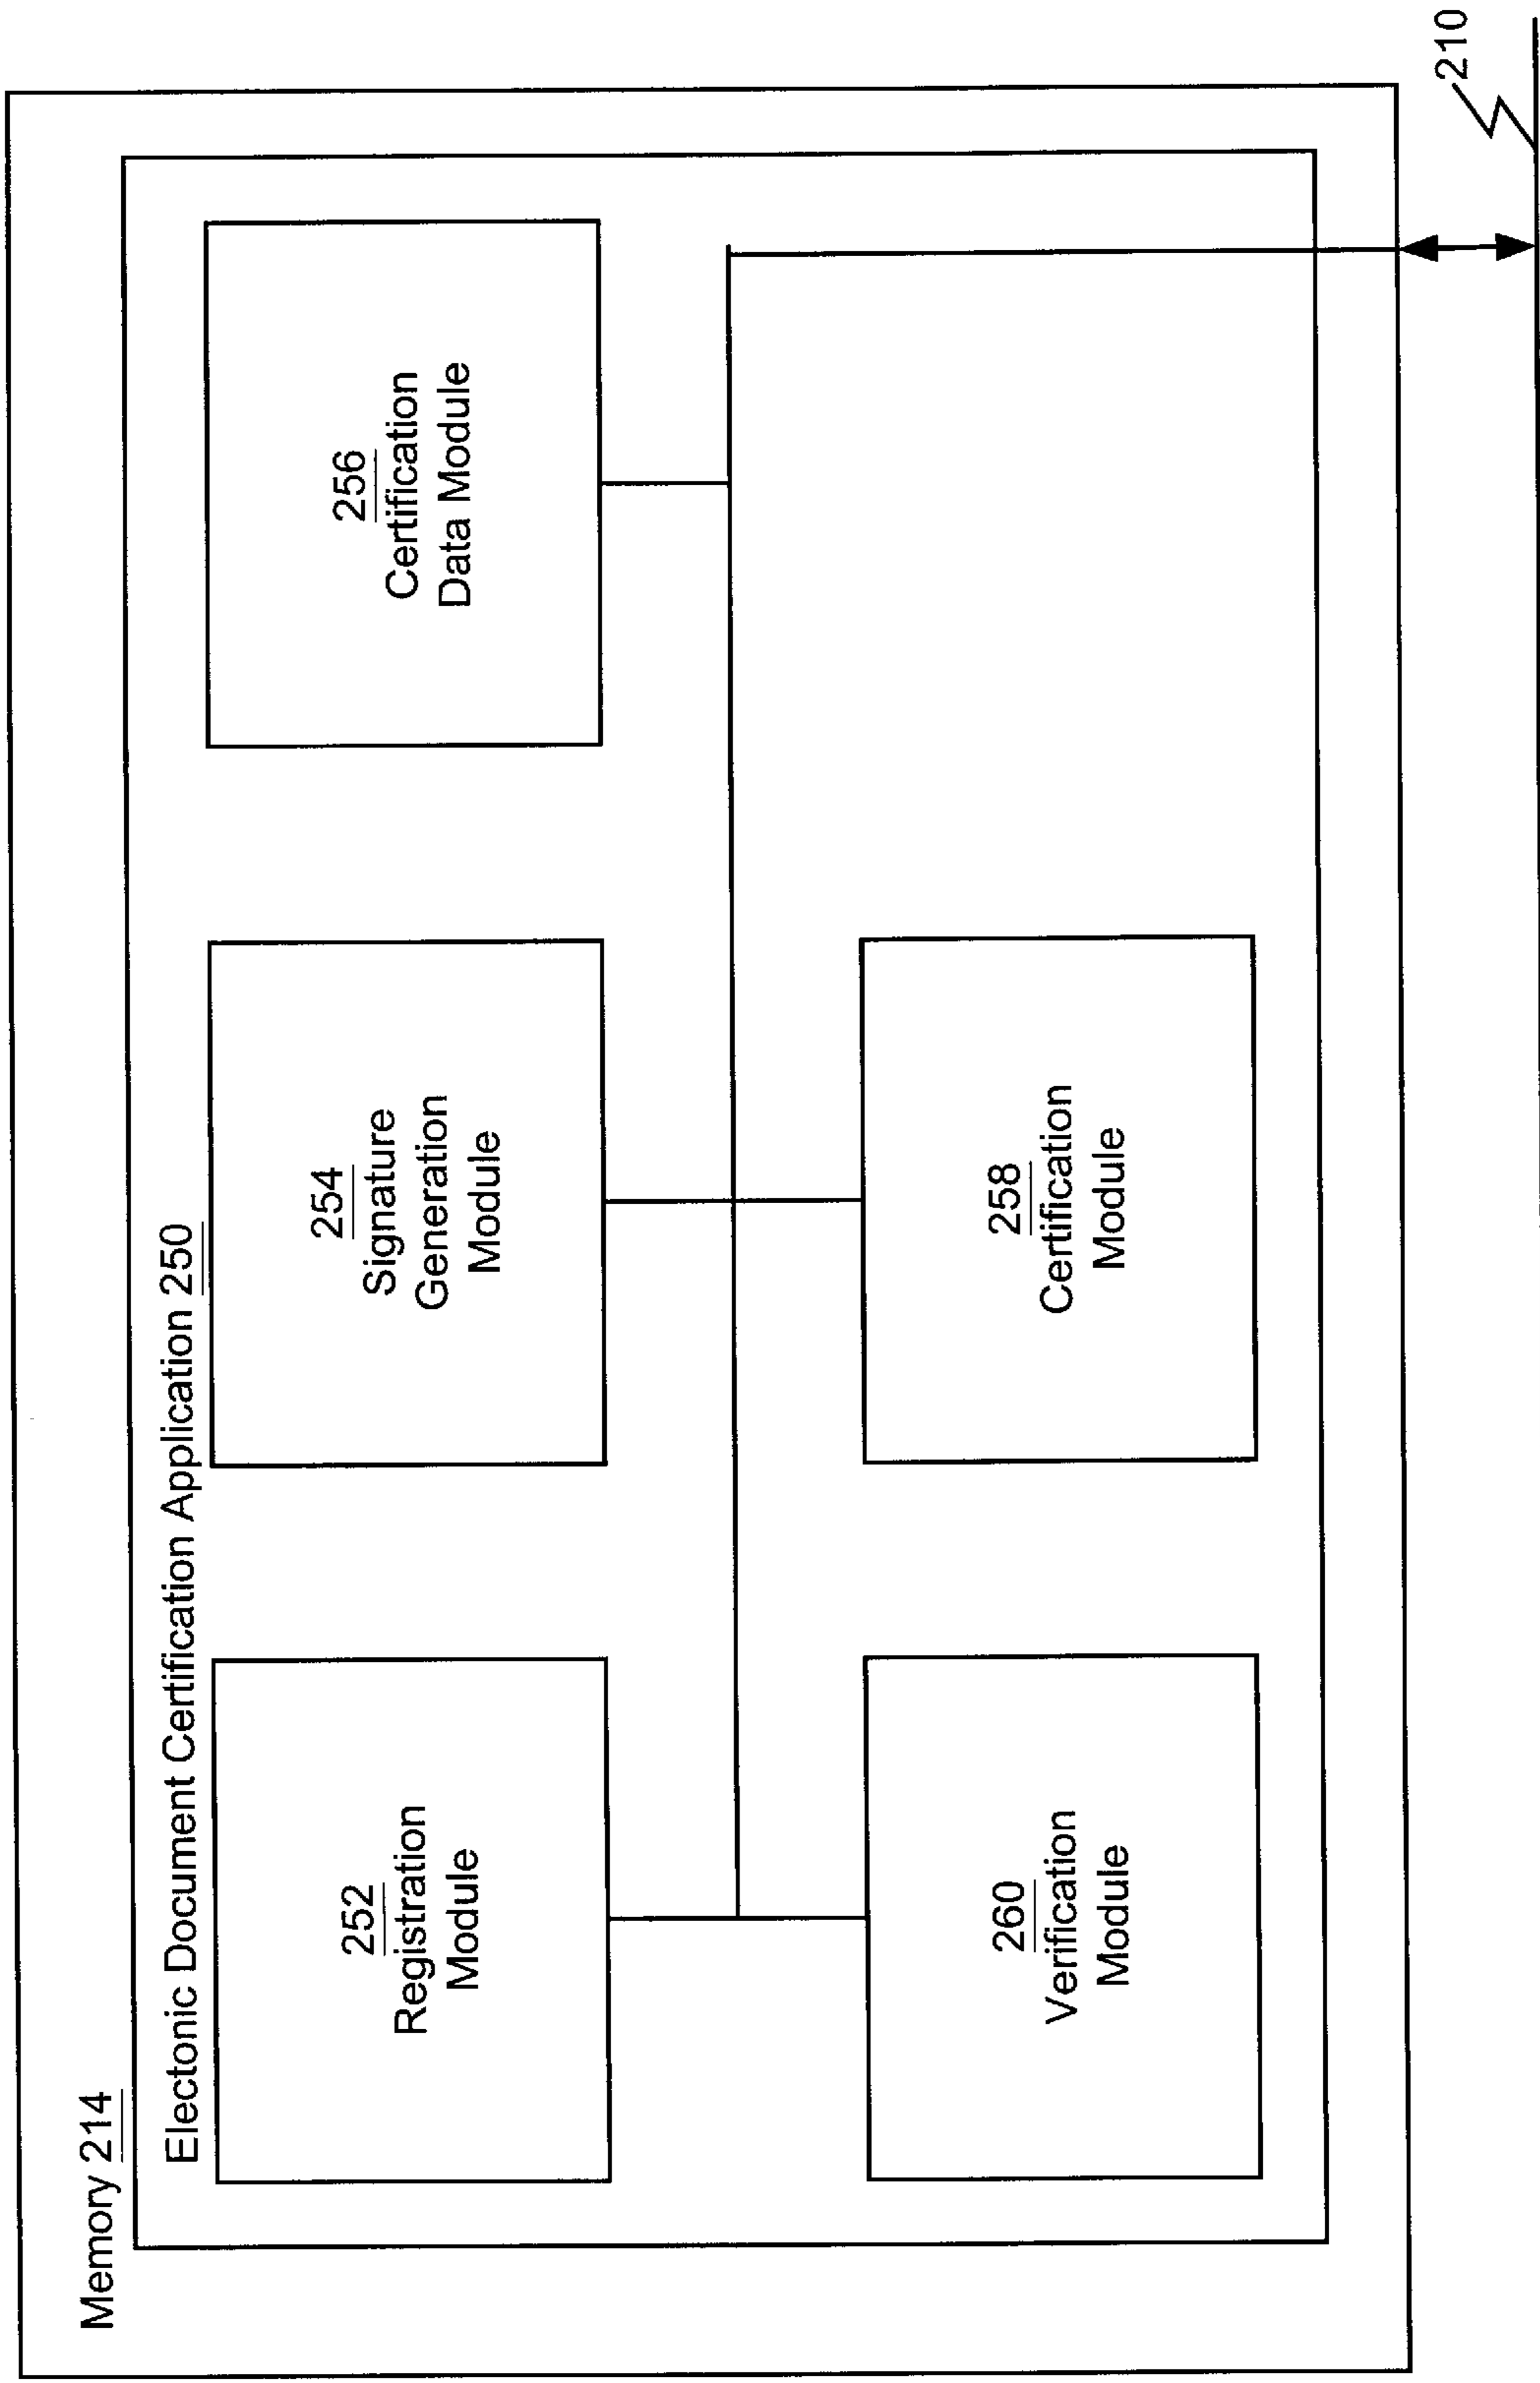 Memory 214
Electonic Document Certification Application 250
252
Registration
Module
254
Signature
Generation
Module
256
Certification
Data Module
260
Verification
Module
258
Certification
Module
210